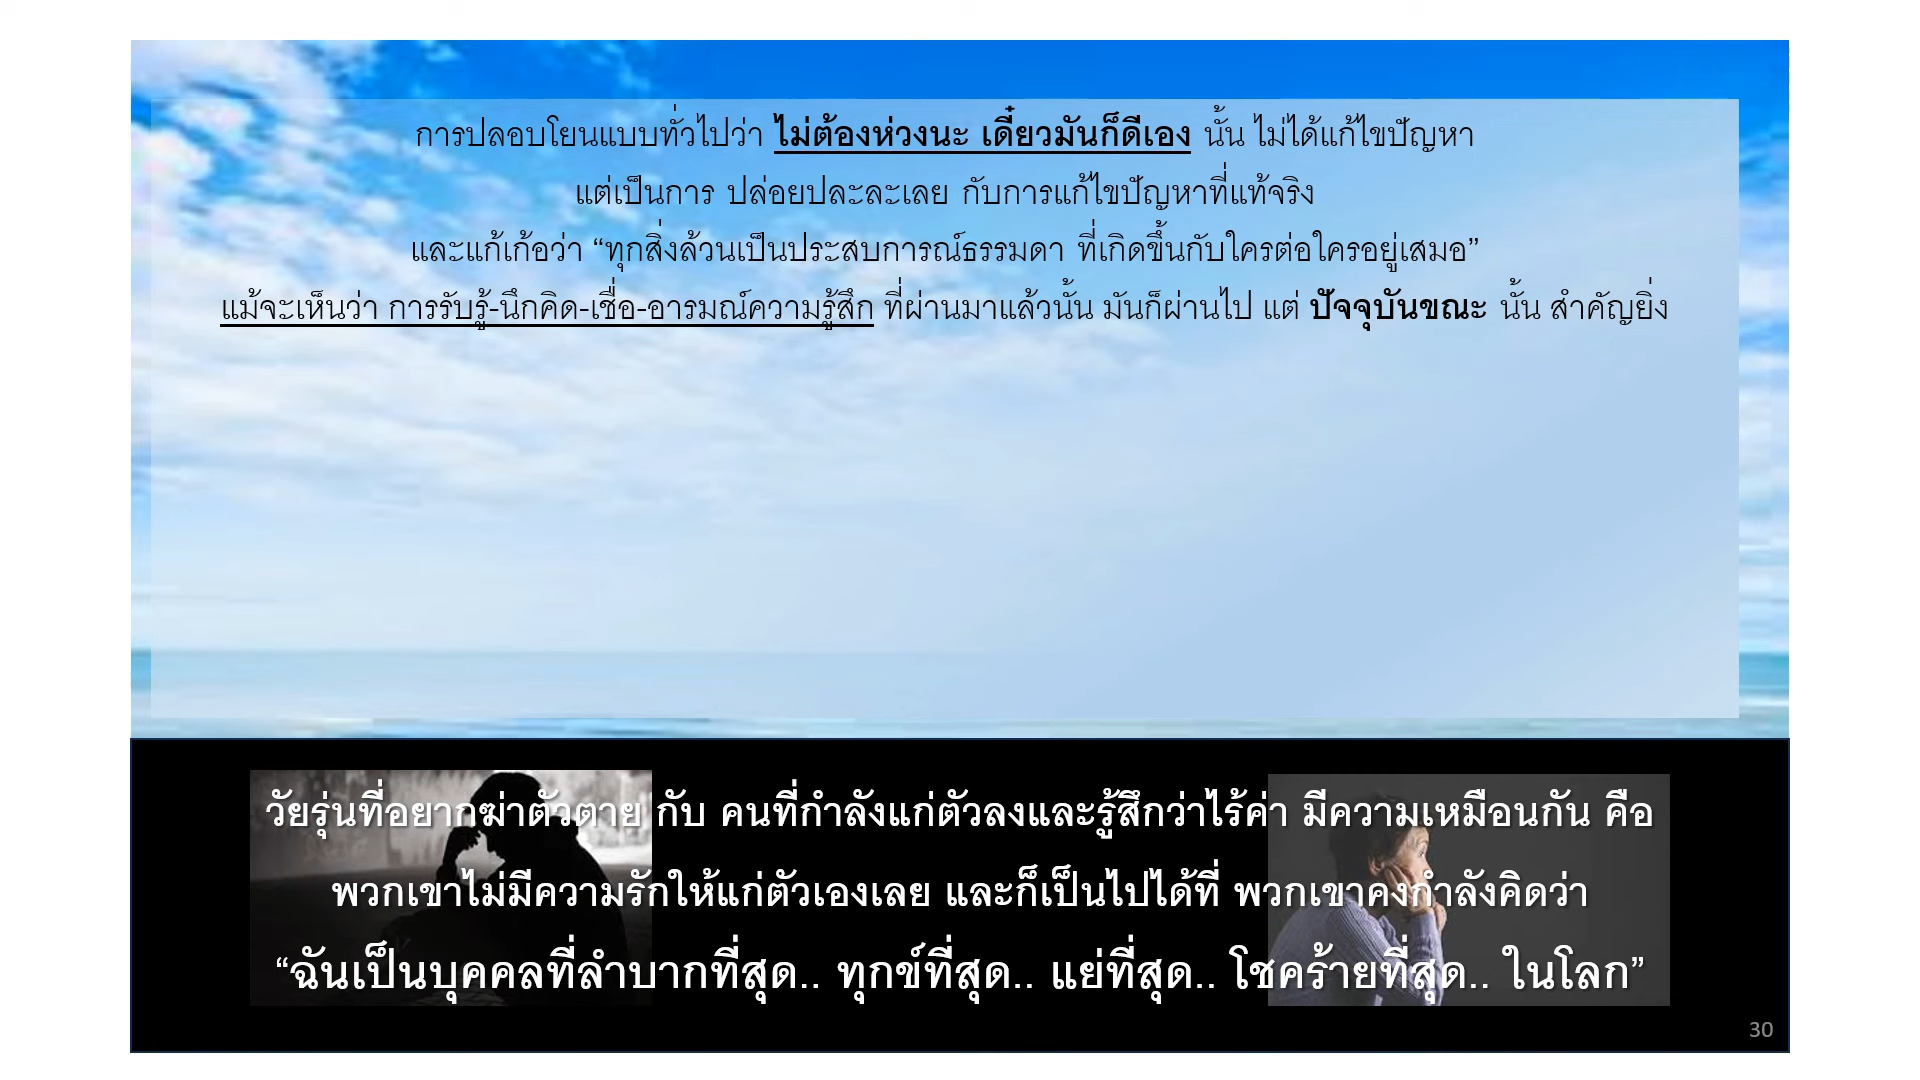 การปลอบโยนแบบทั่วไปว่า ไม่ต้องห่วงนะ เดี๋ยวมันก็ดีเอง นั้น ไม่ได้แก้ไขปัญหา
แต่เป็นการ ปล่อยปละละเลย กับการแก้ไขปัญหาที่แท้จริง
และแก้เก้อว่า “ทุกสิ่งล้วนเป็นประสบการณ์ธรรมดา ที่เกิดขึ้นกับใครต่อใครอยู่เสมอ”
แม้จะเห็นว่า การรับรู้-นึกคิด-เชื่อ-อารมณ์ความรู้สึก ที่ผ่านมาแล้วนั้น มันก็ผ่านไป แต่ ปัจจุบันขณะ นั้น สำคัญยิ่ง
วัยรุ่นที่อยากฆ่าตัวตาย กับ คนที่กำลังแก่ตัวลงและรู้สึกว่าไร้ค่า มีความเหมือนกัน คือ
พวกเขาไม่มีความรักให้แก่ตัวเองเลย และก็เป็นไปได้ที่ พวกเขาคงกำลังคิดว่า
“ฉันเป็นบุคคลที่ลำบากที่สุด.. ทุกข์ที่สุด.. แย่ที่สุด.. โชคร้ายที่สุด.. ในโลก”
30